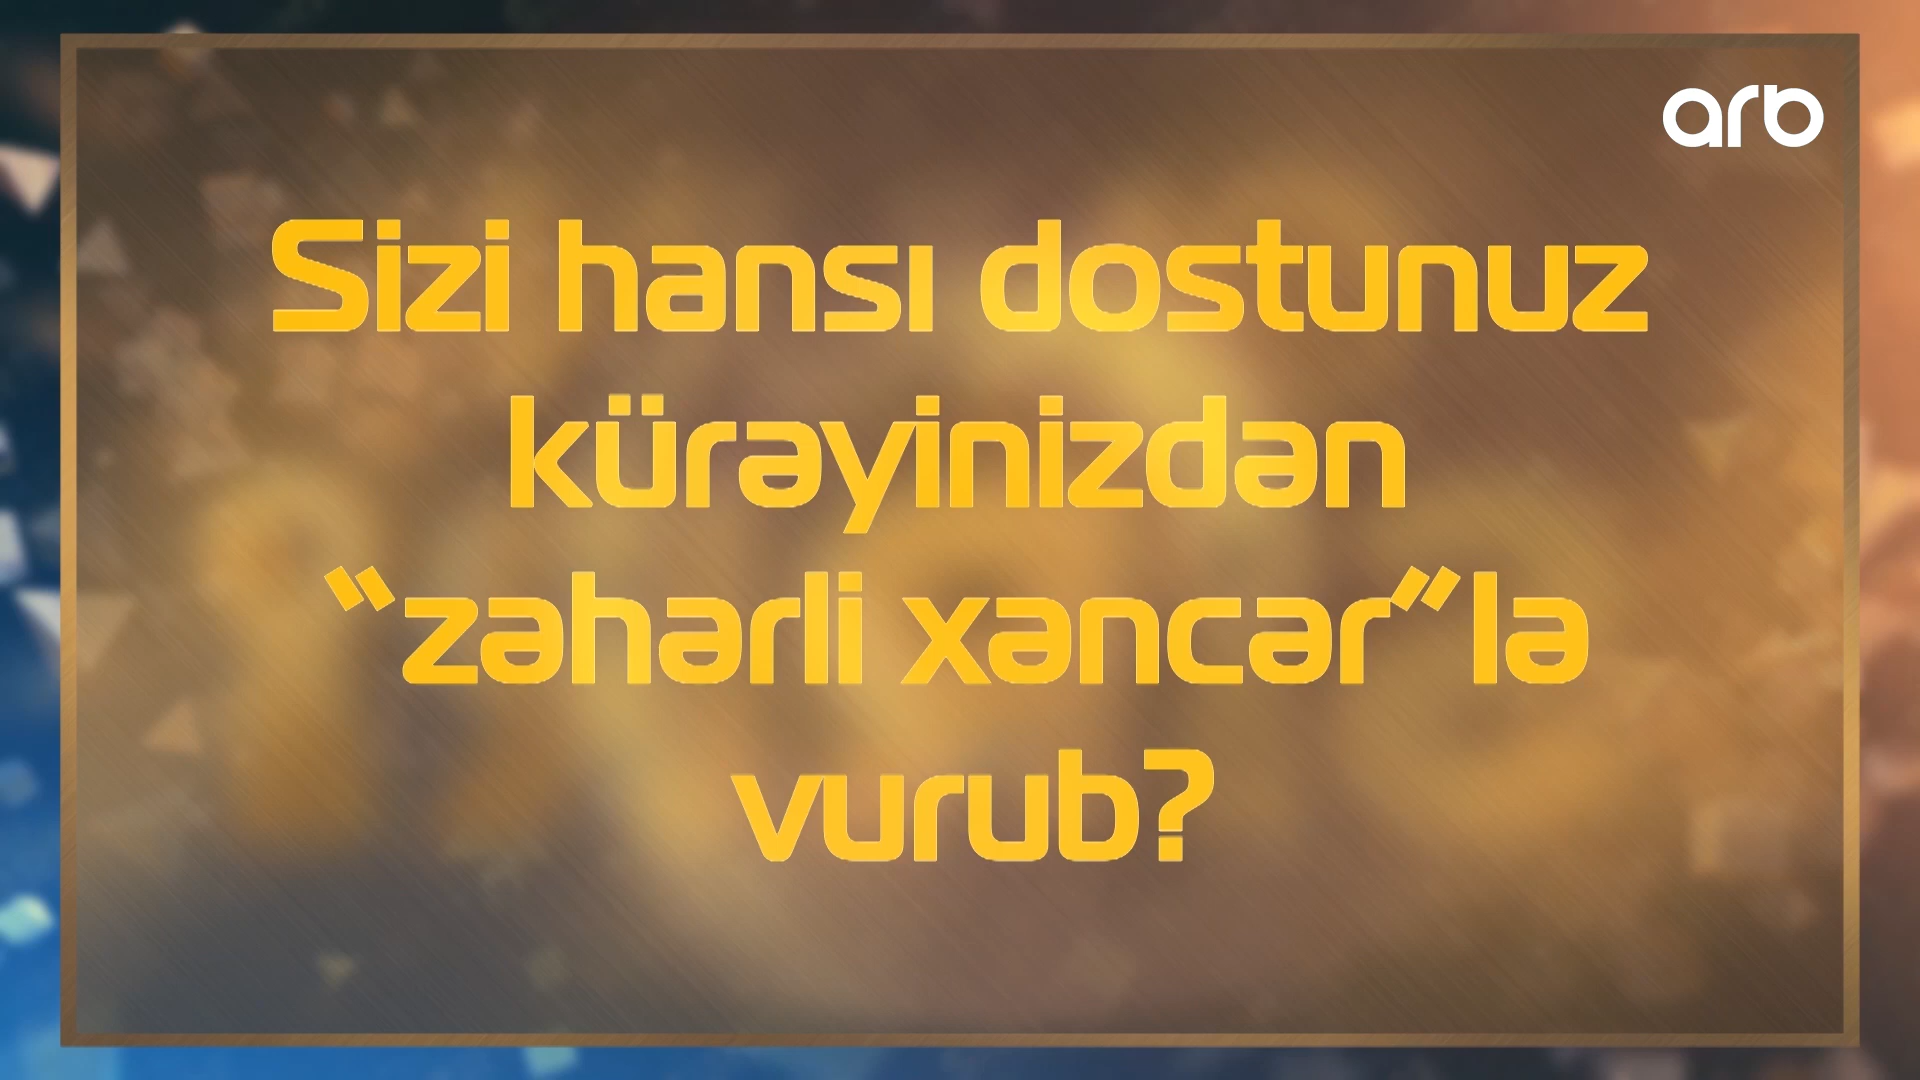 arb
Sizi hansı dostunuz
kürəyinizdən
“zəhərli xəncər”lə
vurub?